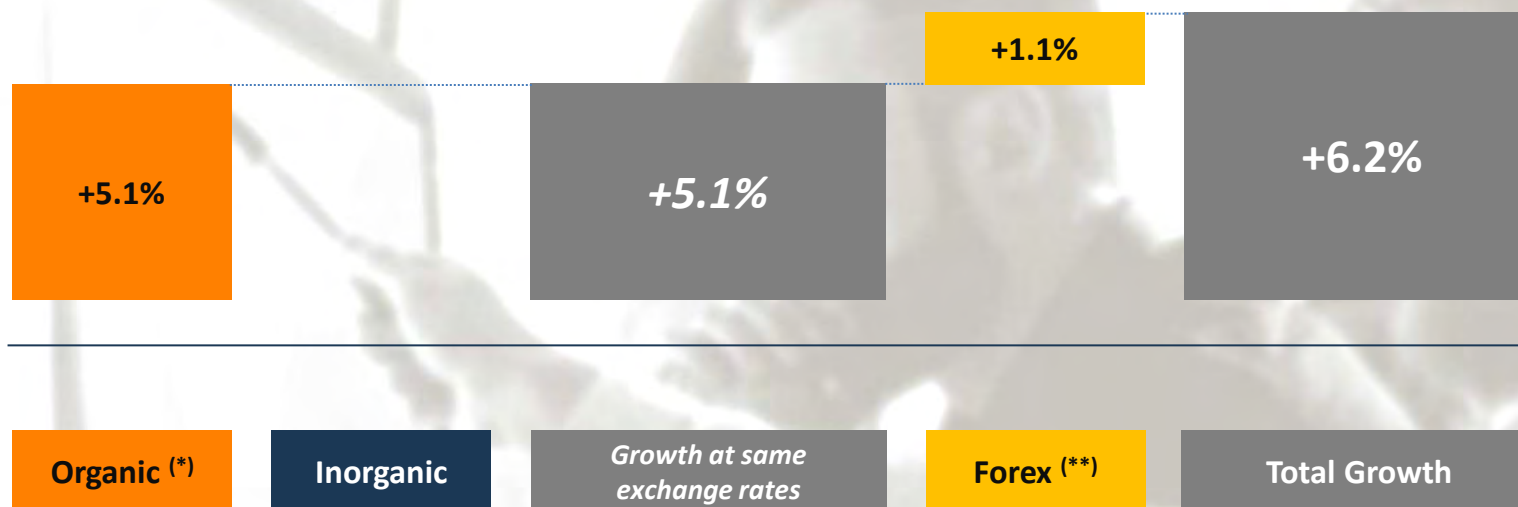 +1.1%
+6.2%
+5.1%
+5.1%
Organic (*)
Inorganic
Growth at same
exchange rates
Forex (**)
Total Growth